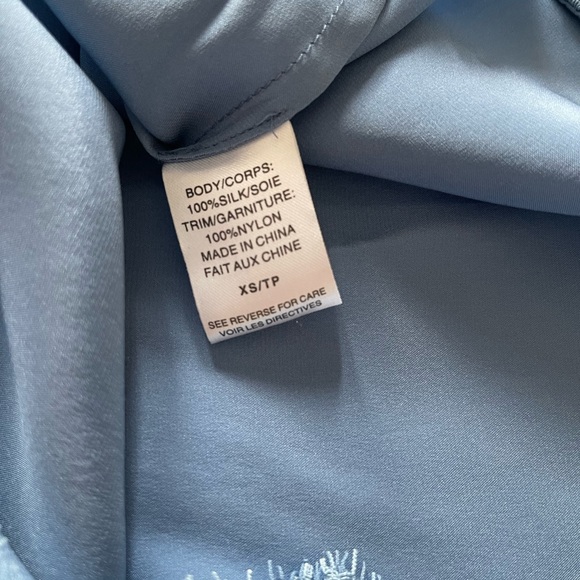 BODY/CORPS:
100%SILK/SOIE
TRIM/GARNITURE:
100%NYLON
MADE IN CHINA
FAIT AUX CHINE
XS/TP
SEE REVERSE FOR CARE
VOIR LES DIRECTIVES